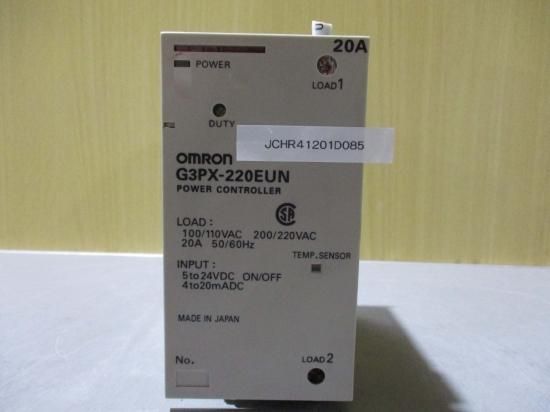 20A
POWER
LOAD1
DUTY
JCHR41201D085
OMRON
G3PX-220EUN
POWER CONTROLLER
LOAD :
100/110VAC 200/220VAC
20A 50/60Hz
TEMP.SENSOR
INPUT :
5to24VDC ON/OFF
4to20mADC
MADE IN JAPAN
No.
LOAD2